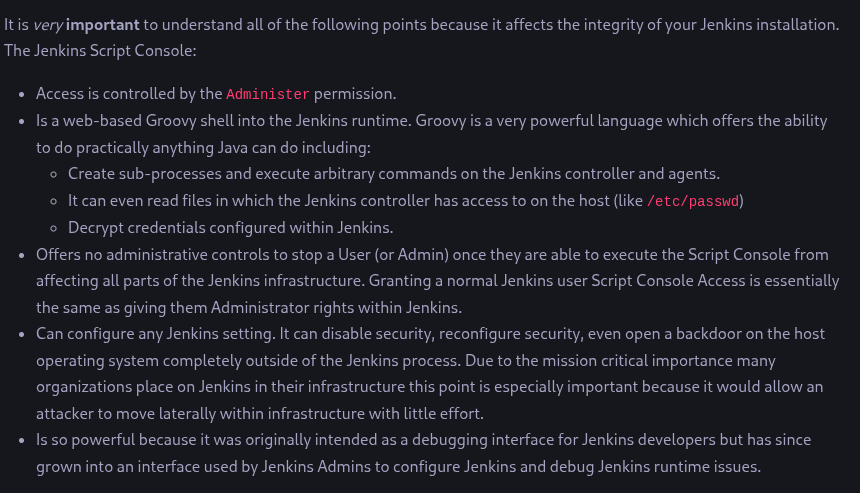 It is very important to understand all of the following points because it affects the integrity of your Jenkins installation.
The Jenkins Script Console:
• Access is controlled by the Administer permission.
• Is a web-based Groovy shell into the Jenkins runtime. Groovy is a very powerful language which offers the ability
to do practically anything Java can do including:
◦ Create sub-processes and execute arbitrary commands on the Jenkins controller and agents.
◦ It can even read files in which the Jenkins controller has access to on the host (like /etc/passwd)
◦ Decrypt credentials configured within Jenkins.
• Offers no administrative controls to stop a User (or Admin) once they are able to execute the Script Console from
affecting all parts of the Jenkins infrastructure. Granting a normal Jenkins user Script Console Access is essentially
the same as giving them Administrator rights within Jenkins.
• Can configure any Jenkins setting. It can disable security, reconfigure security, even open a backdoor on the host
operating system completely outside of the Jenkins process. Due to the mission critical importance many
organizations place on Jenkins in their infrastructure this point is especially important because it would allow an
attacker to move laterally within infrastructure with little effort.
• Is so powerful because it was originally intended as a debugging interface for Jenkins developers but has since
grown into an interface used by Jenkins Admins to configure Jenkins and debug Jenkins runtime issues.